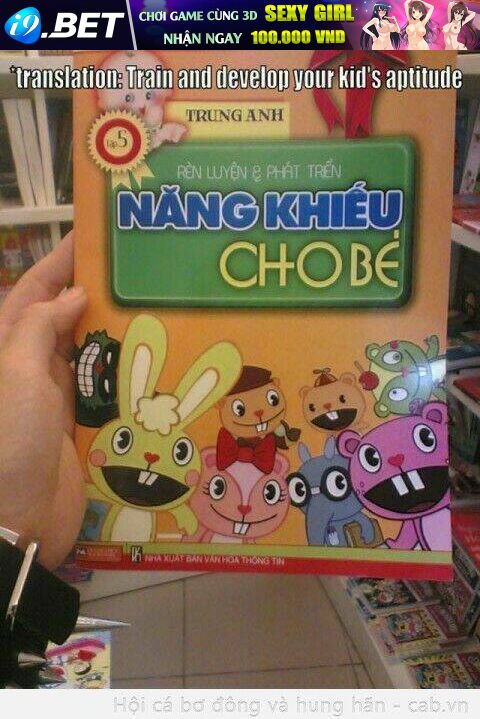 i9.BET
CHƠI GAME CÙNG 3D SEXY GIRL
NHẬN NGAY 100.000 VND
*translation: Train and develop your kid's aptitude
TRUNG ANH
Tập 5
RÈN LUYỆN & PHÁT TRIỂN
NĂNG KHIẾU
CHO BÉ
NHÀ XUẤT BẢN VĂN HÓA THÔNG TIN
Hội cá bơ đông và hung hãn - cab.vn